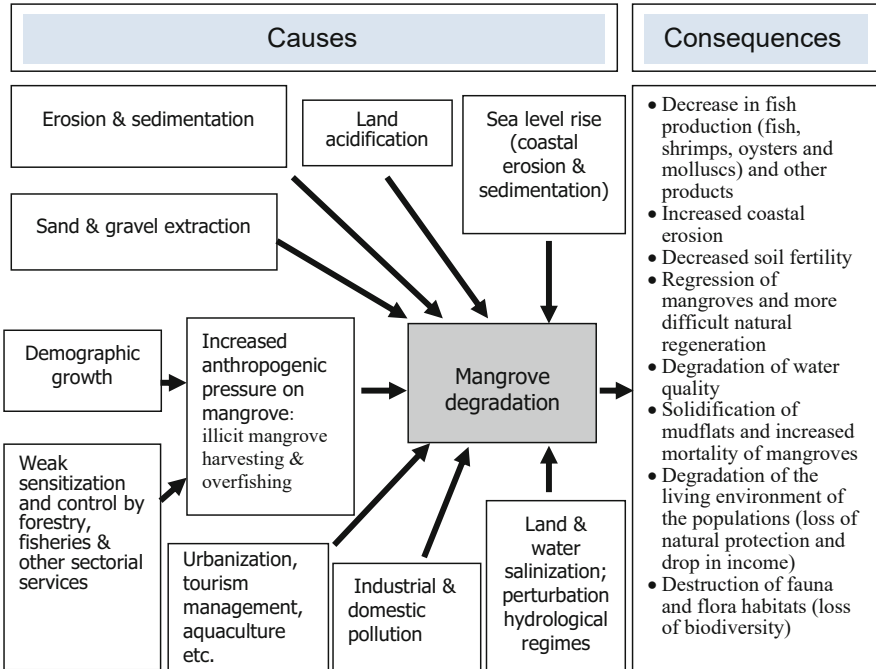 Causes
Consequences
Erosion & sedimentation
Land
acidification
Sea level rise
(coastal
erosion &
sedimentation)
Sand & gravel extraction
Demographic
growth
Increased
anthropogenic
pressure on
mangrove:
illicit mangrove
harvesting &
overfishing
Mangrove
degradation
Weak
sensitization
and control by
forestry,
fisheries &
other sectorial
services
Urbanization,
tourism
management,
aquaculture
etc.
Industrial &
domestic
pollution
Land &
water
salinization;
perturbation
hydrological
regimes
• Decrease in fish
production (fish,
shrimps, oysters and
molluscs) and other
products
• Increased coastal
erosion
• Decreased soil fertility
• Regression of
mangroves and more
difficult natural
regeneration
• Degradation of water
quality
• Solidification of
mudflats and increased
mortality of mangroves
• Degradation of the
living environment of
the populations (loss of
natural protection and
drop in income)
• Destruction of fauna
and flora habitats (loss
of biodiversity)